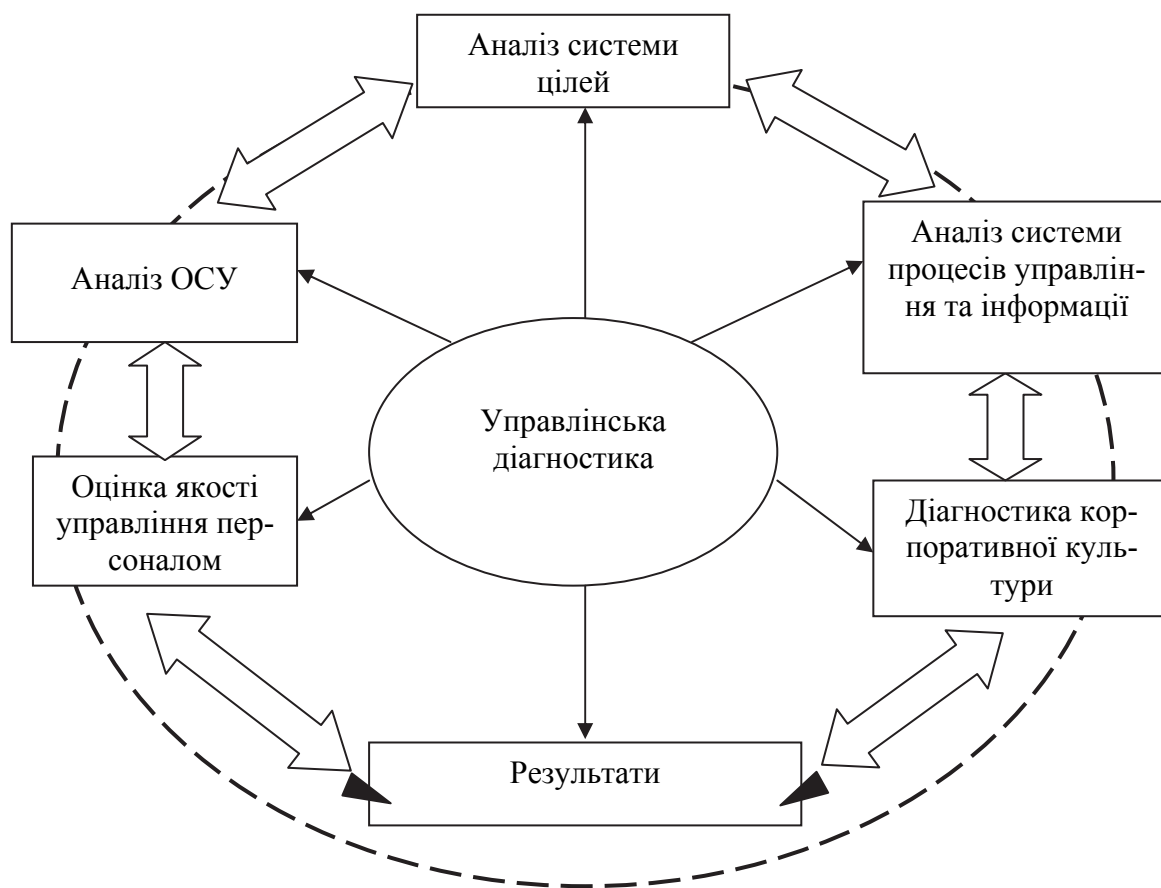 Аналіз системи
цілей
Аналіз ОСУ
Аналіз системи
процесів управлін-
ня та інформації
Управлінська
діагностика
Оцінка якості
управління пер-
соналом
Діагностика кор-
поративної куль-
тури
Результати